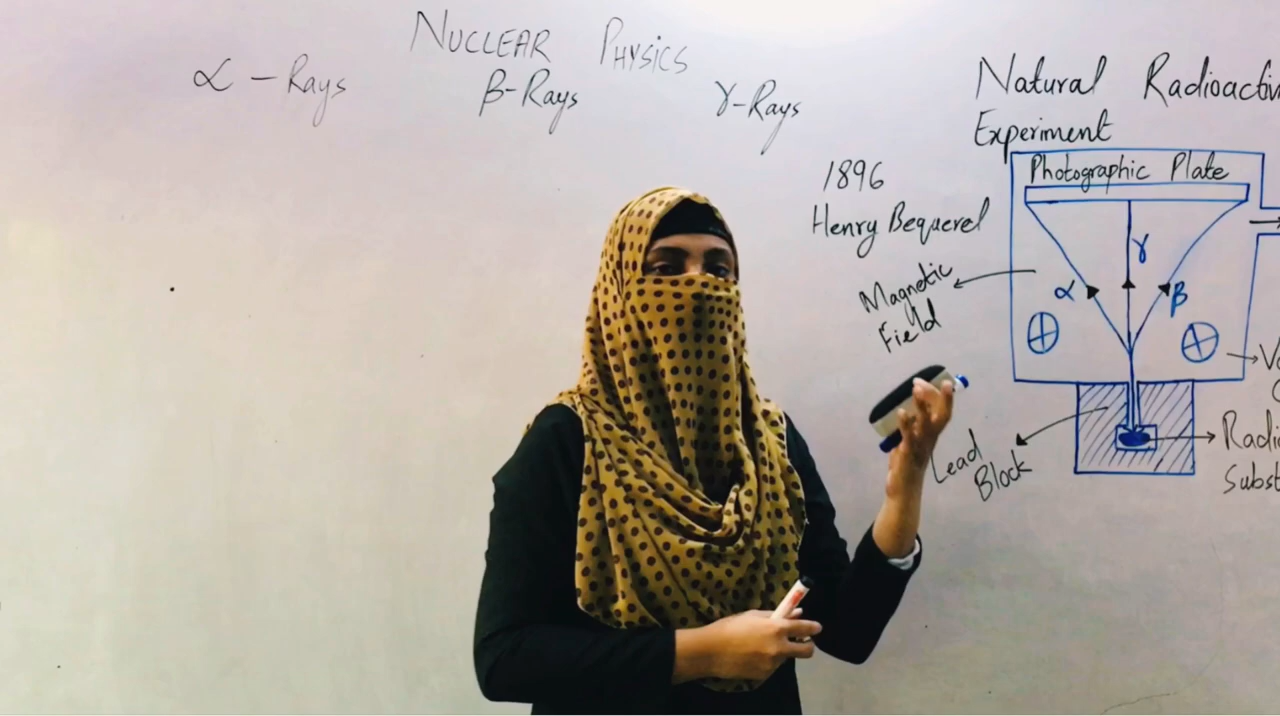 NUCLEAR PHYSICS
α - Rays
β-Rays
γ-Rays
Natural Radioactiv
Experiment
Photographic Plate
1896
Henry Bequerel
Magnetic
Field
α
γ
β
Lead
Block
Radi
Subst